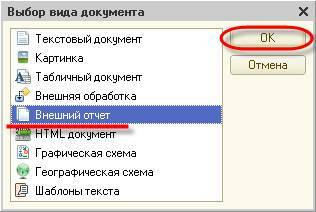 Выбор вида документа
Текстовый документ
Картинка
Табличный документ
Внешняя обработка
Внешний отчет
HTML документ
Графическая схема
Географическая схема
Шаблоны текста
OK
Отмена